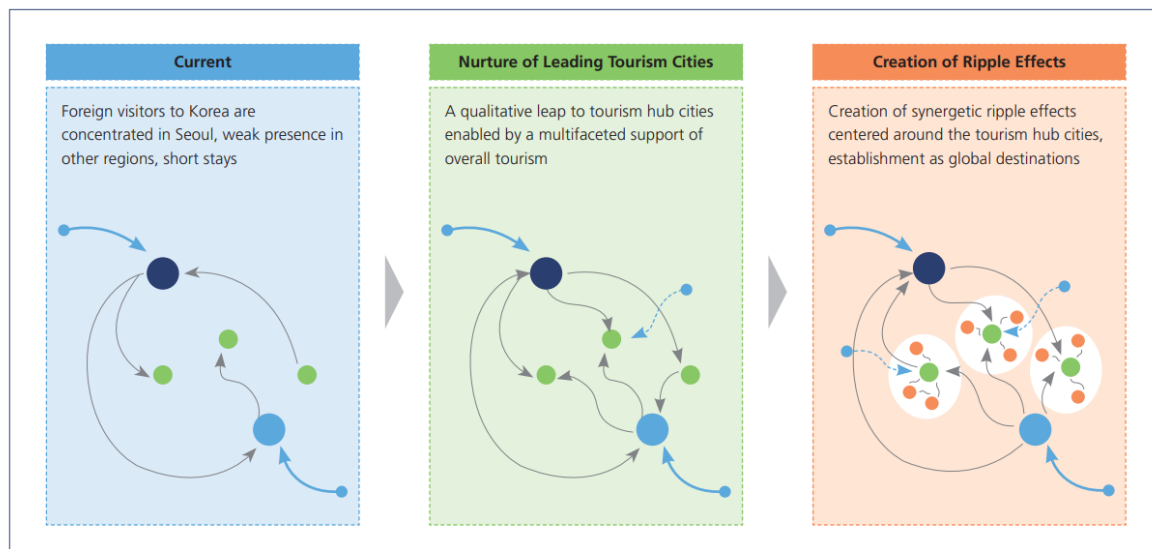 Current
Foreign visitors to Korea are
concentrated in Seoul, weak presence in
other regions, short stays
Nurture of Leading Tourism Cities
A qualitative leap to tourism hub cities
enabled by a multifaceted support of
overall tourism
Creation of Ripple Effects
Creation of synergetic ripple effects
centered around the tourism hub cities,
establishment as global destinations